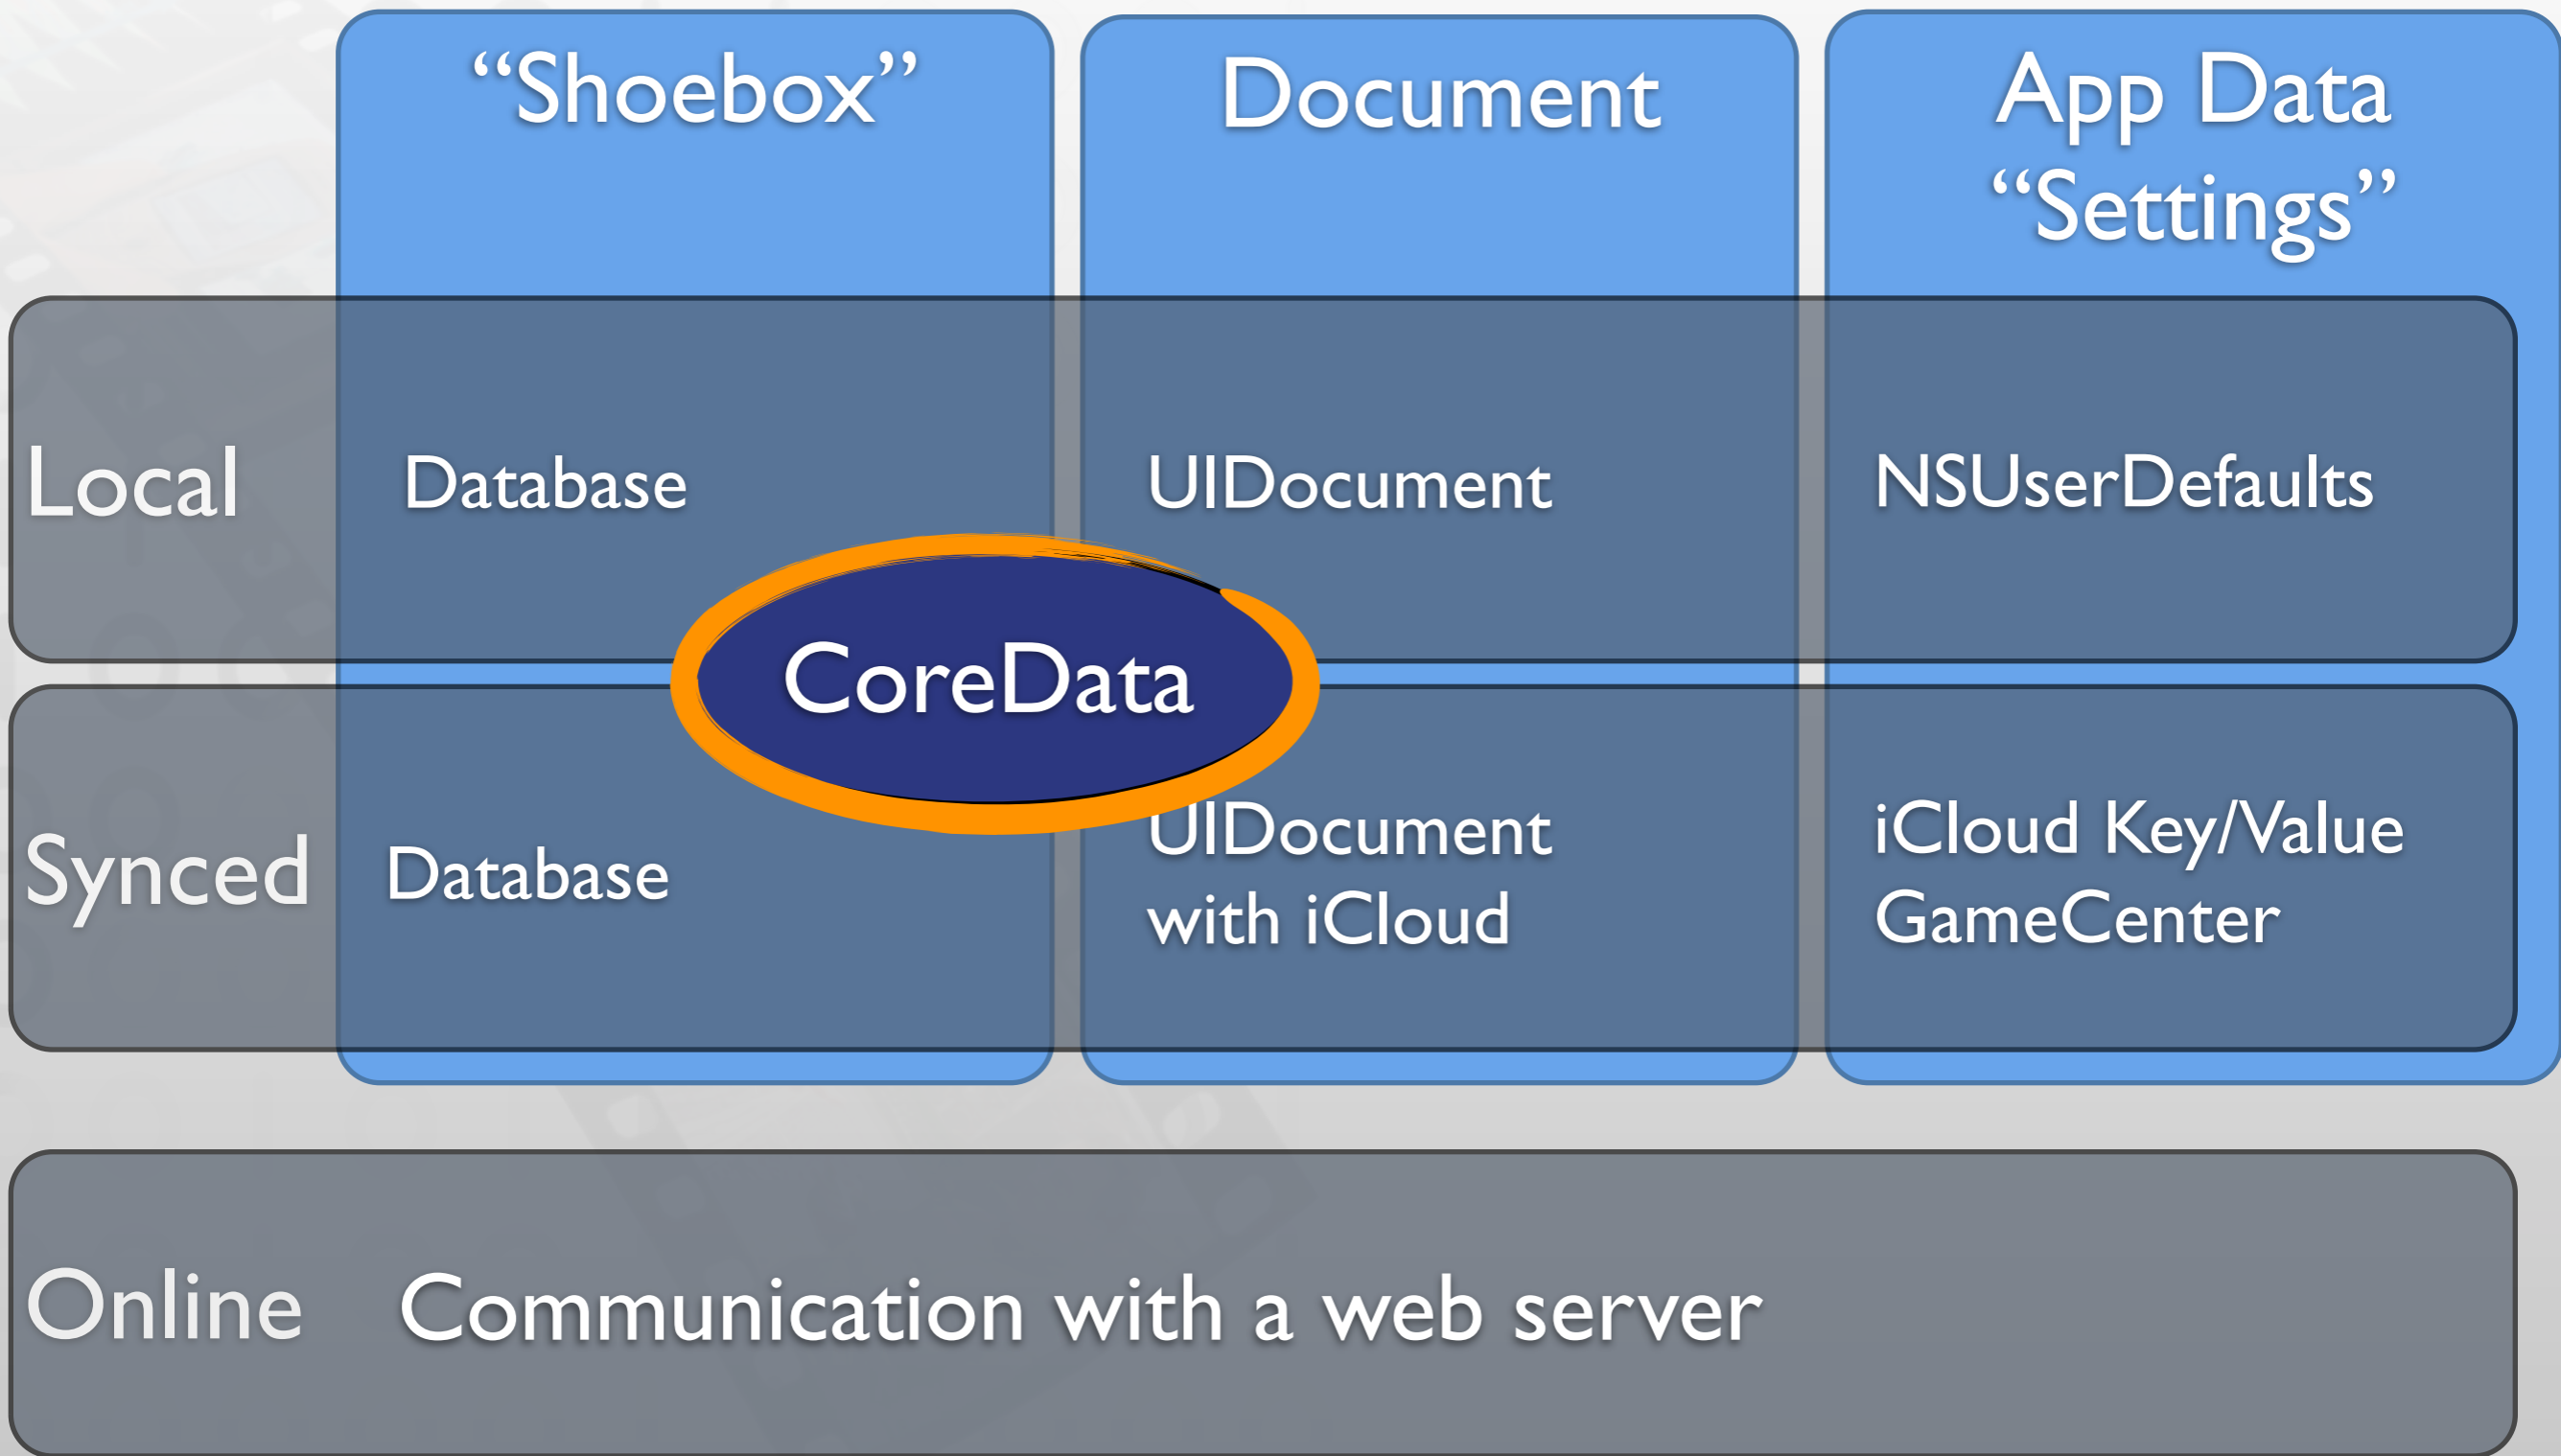 “Shoebox”
Document
App Data
“Settings”
Local
Database
UIDocument
NSUserDefaults
CoreData
Synced
Database
UIDocument
with iCloud
iCloud Key/Value
GameCenter
Online
Communication with a web server